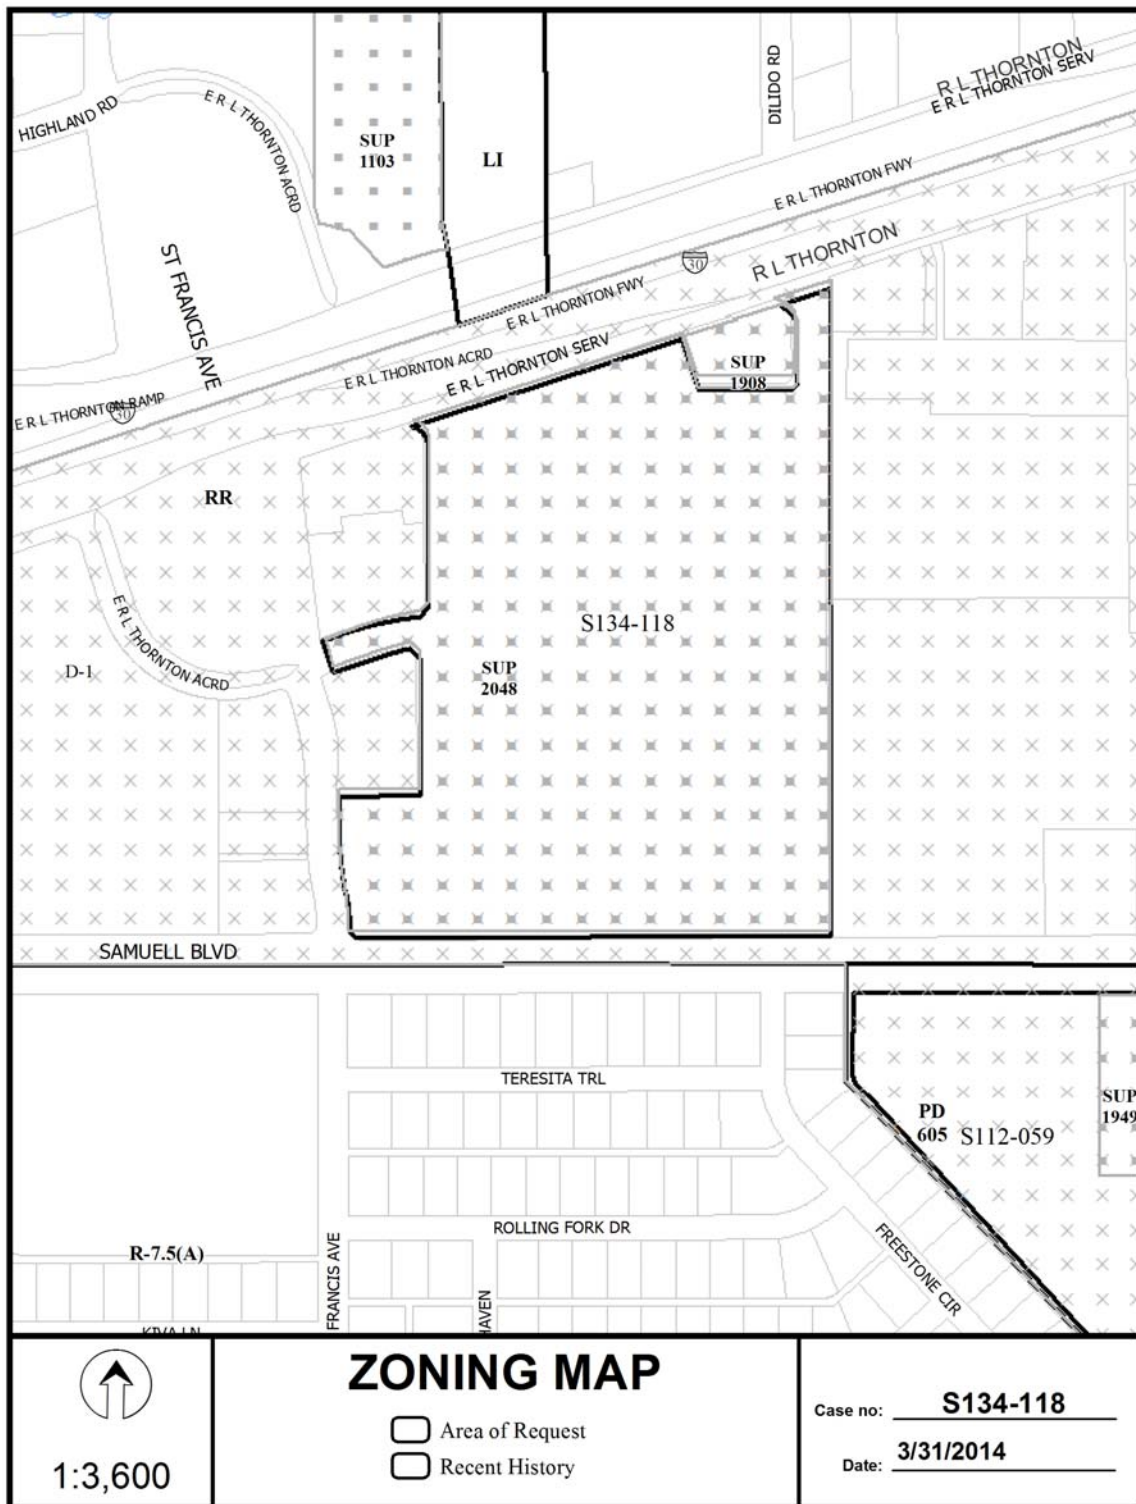 R L THORNTON
E R L THORNTON SERV
DILIDO RD
HIGHLAND RD
E R L THORNTON ACRD
SUP
1103
LI
E R L THORNTON FWY
30
R L THORNTON
ST FRANCIS AVE
E R L THORNTON FWY
E R L THORNTON ACRD
E R L THORNTON SERV
SUP
1908
E R L THORNTON RAMP
30
RR
E R L THORNTON ACRD
D-1
S134-118
SUP
2048
SAMUELL BLVD
TERESITA TRL
PD
605
S112-059
SUP
1949
ROLLING FORK DR
FREESTONE CIR
R-7.5(A)
FRANCIS AVE
HAVEN
KIVA LN
1:3,600
ZONING MAP
Area of Request
Recent History
Case no: S134-118
Date: 3/31/2014